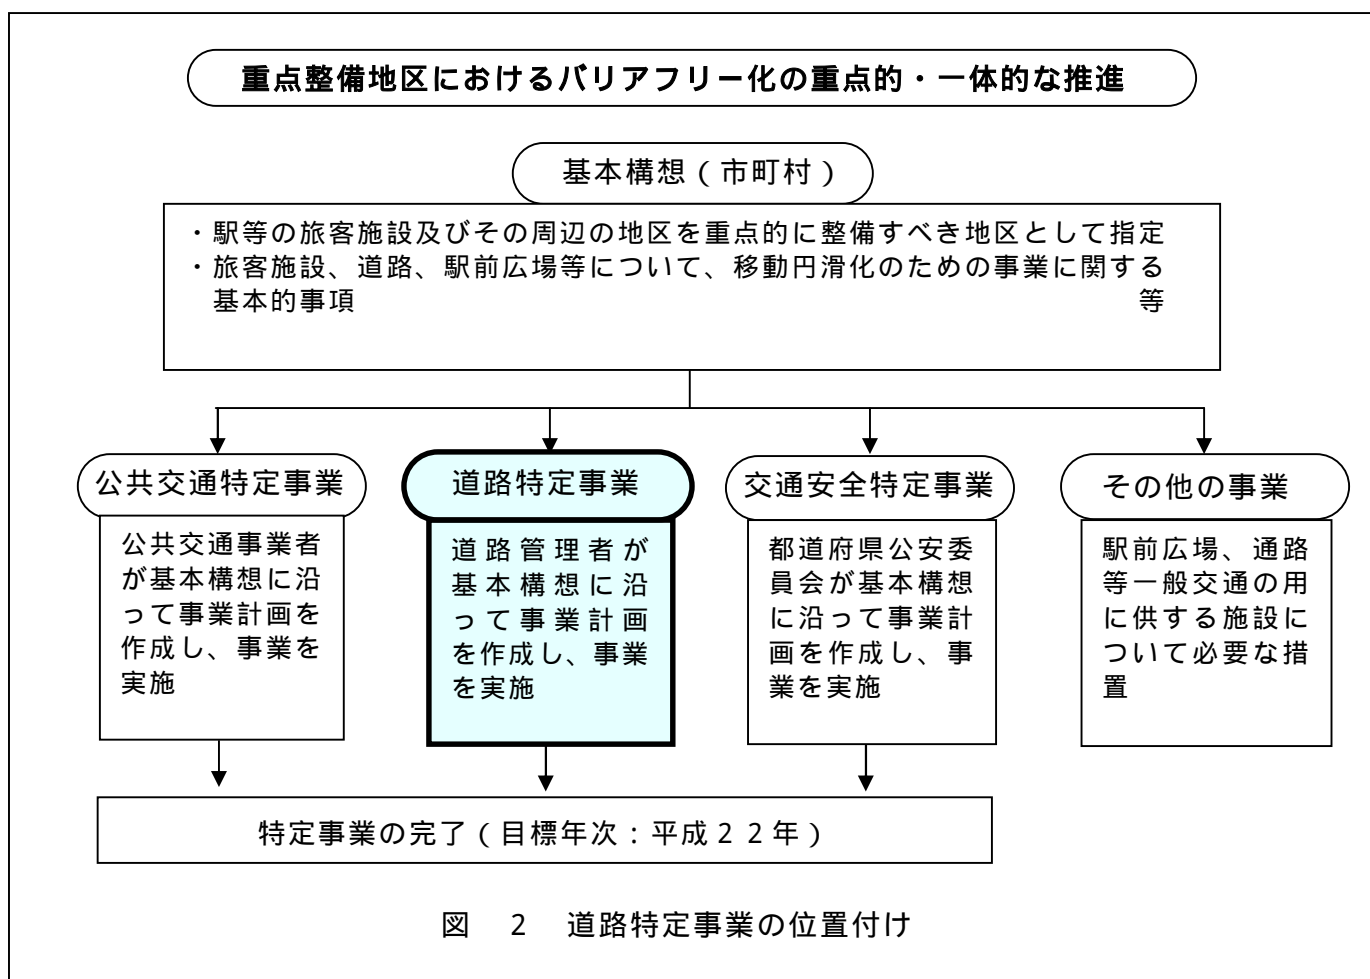 重点整備地区におけるバリアフリー化の重点的・一体的な推進
基本構想（市町村）
・駅等の旅客施設及びその周辺の地区を重点的に整備すべき地区として指定
・旅客施設、道路、駅前広場等について、移動円滑化のための事業に関する
基本的事項 等
公共交通特定事業
公共交通事業者
が基本構想に沿
って事業計画を
作成し、事業を
実施
道路特定事業
道路管理者が
基本構想に沿
って事業計画
を作成し、事業
を実施
交通安全特定事業
都道府県公安委
員会が基本構想
に沿って事業計
画を作成し、事
業を実施
その他の事業
駅前広場、通路
等一般交通の用
に供する施設に
ついて必要な措
置
特定事業の完了（目標年次：平成２２年）
図 2 道路特定事業の位置付け